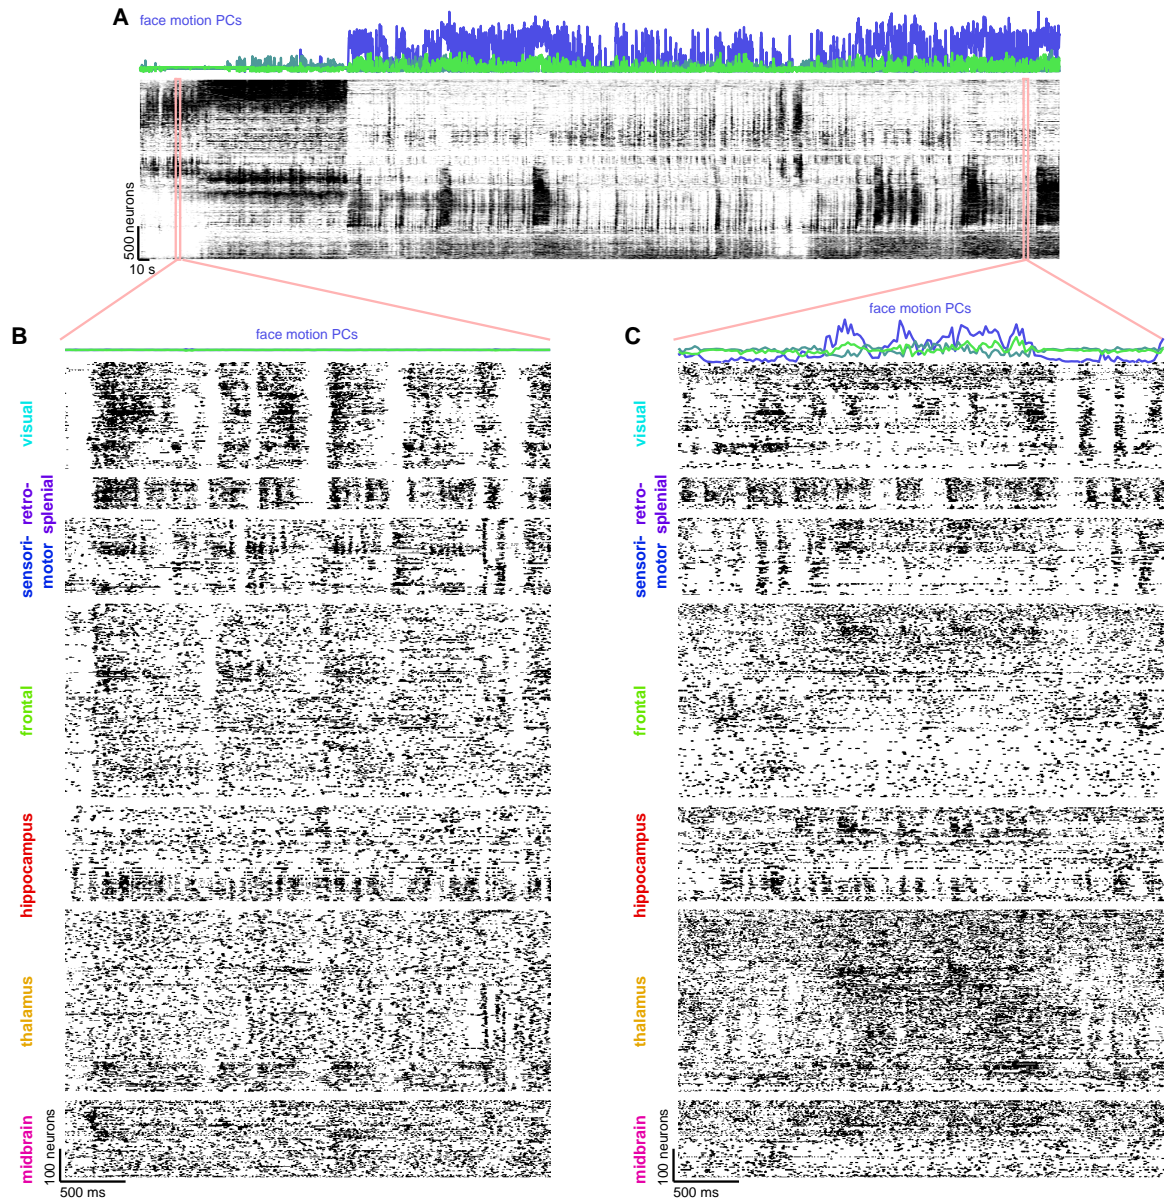 A
face motion PCs
500 neurons
10 s
B
face motion PCs
visual
retro-
splenial
sensori-
motor
frontal
hippocampus
thalamus
midbrain
100 neurons
500 ms
C
face motion PCs
visual
retro-
splenial
sensori-
motor
frontal
hippocampus
thalamus
midbrain
100 neurons
500 ms